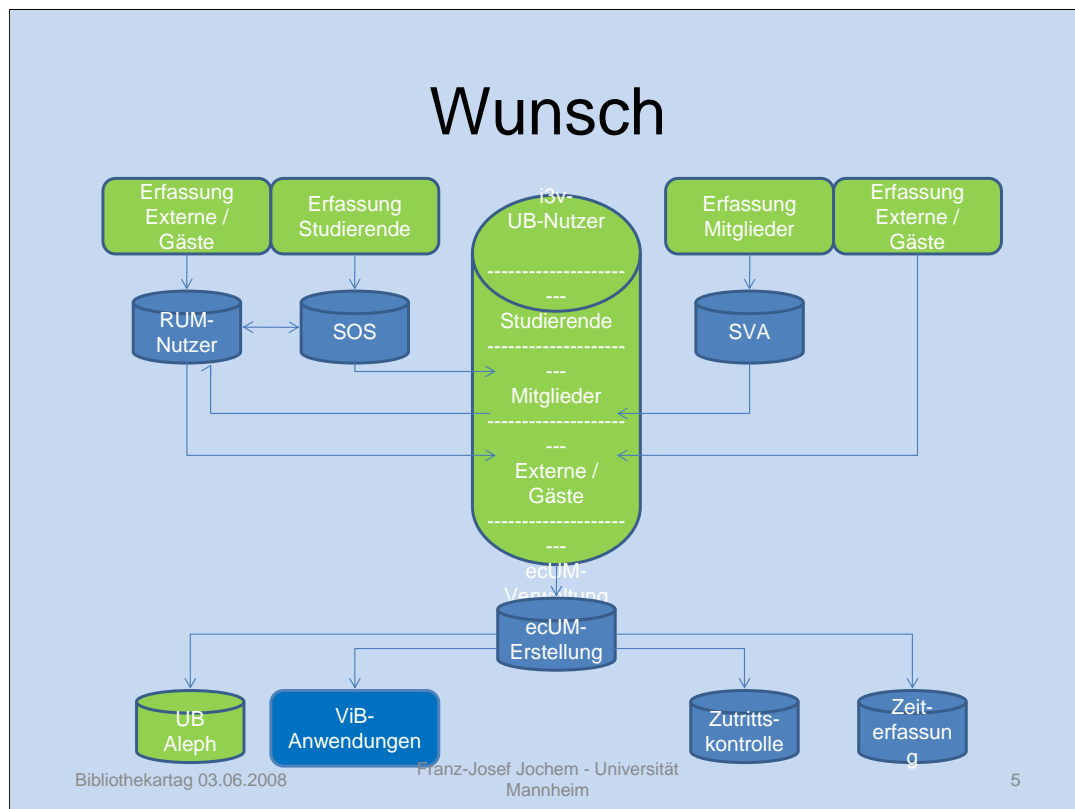 Wunsch
Erfassung
Externe /
Gäste
Erfassung
Studierende
i3v-
UB-Nutzer
---------------------
---
Studierende
---------------------
---
Mitglieder
---------------------
---
Externe /
Gäste
---------------------
---
ecUM-
Verwaltung
Erfassung
Mitglieder
Erfassung
Externe /
Gäste
RUM-
Nutzer
SOS
SVA
ecUM-
Erstellung
UB
Aleph
ViB-
Anwendungen
Zutritts-
kontrolle
Zeit-
erfassun
g
Bibliothekartag 03.06.2008
Franz-Josef Jochem - Universität
Mannheim
5